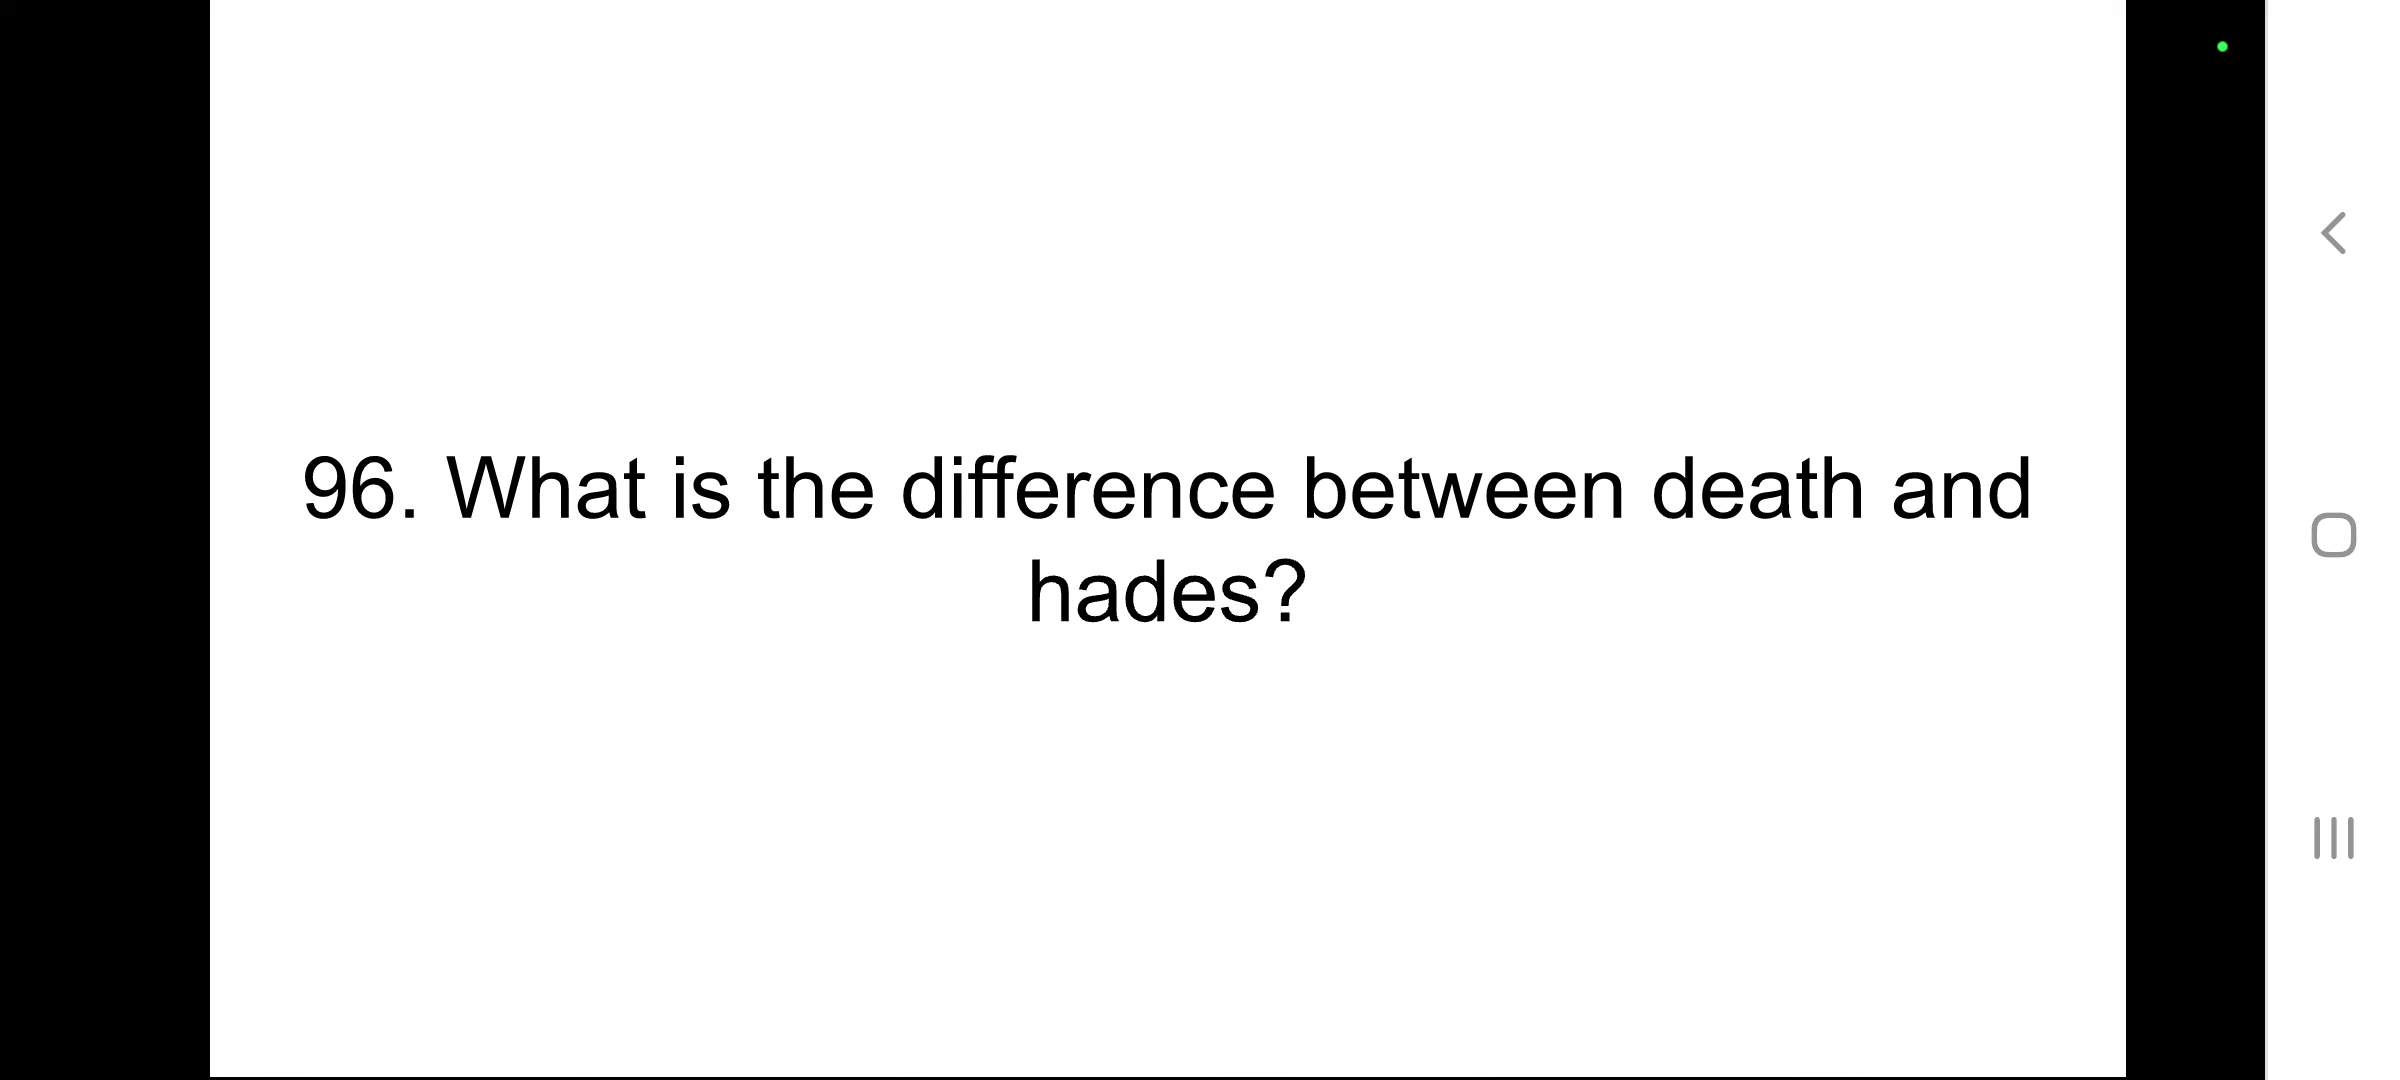 96. What is the difference between death and
hades?